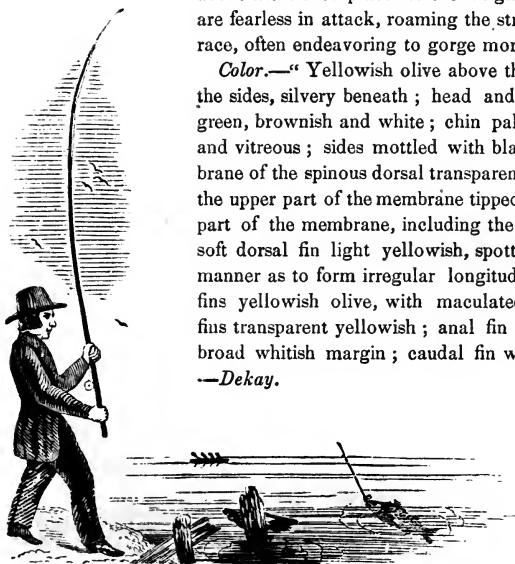 are fearless in attack, roaming the str
race, often endeavoring to gorge mor
Color.—“ Yellowish olive above th
the sides, silvery beneath ; head and
green, brownish and white ; chin pal
and vitreous ; sides mottled with bla
brane of the spinous dorsal transparen
the upper part of the membrane tipped
part of the membrane, including the
soft dorsal fin light yellowish, spott
manner as to form irregular longitud
fins yellowish olive, with maculate
fins transparent yellowish ; anal fin
broad whitish margin ; caudal fin w
—Dekay.